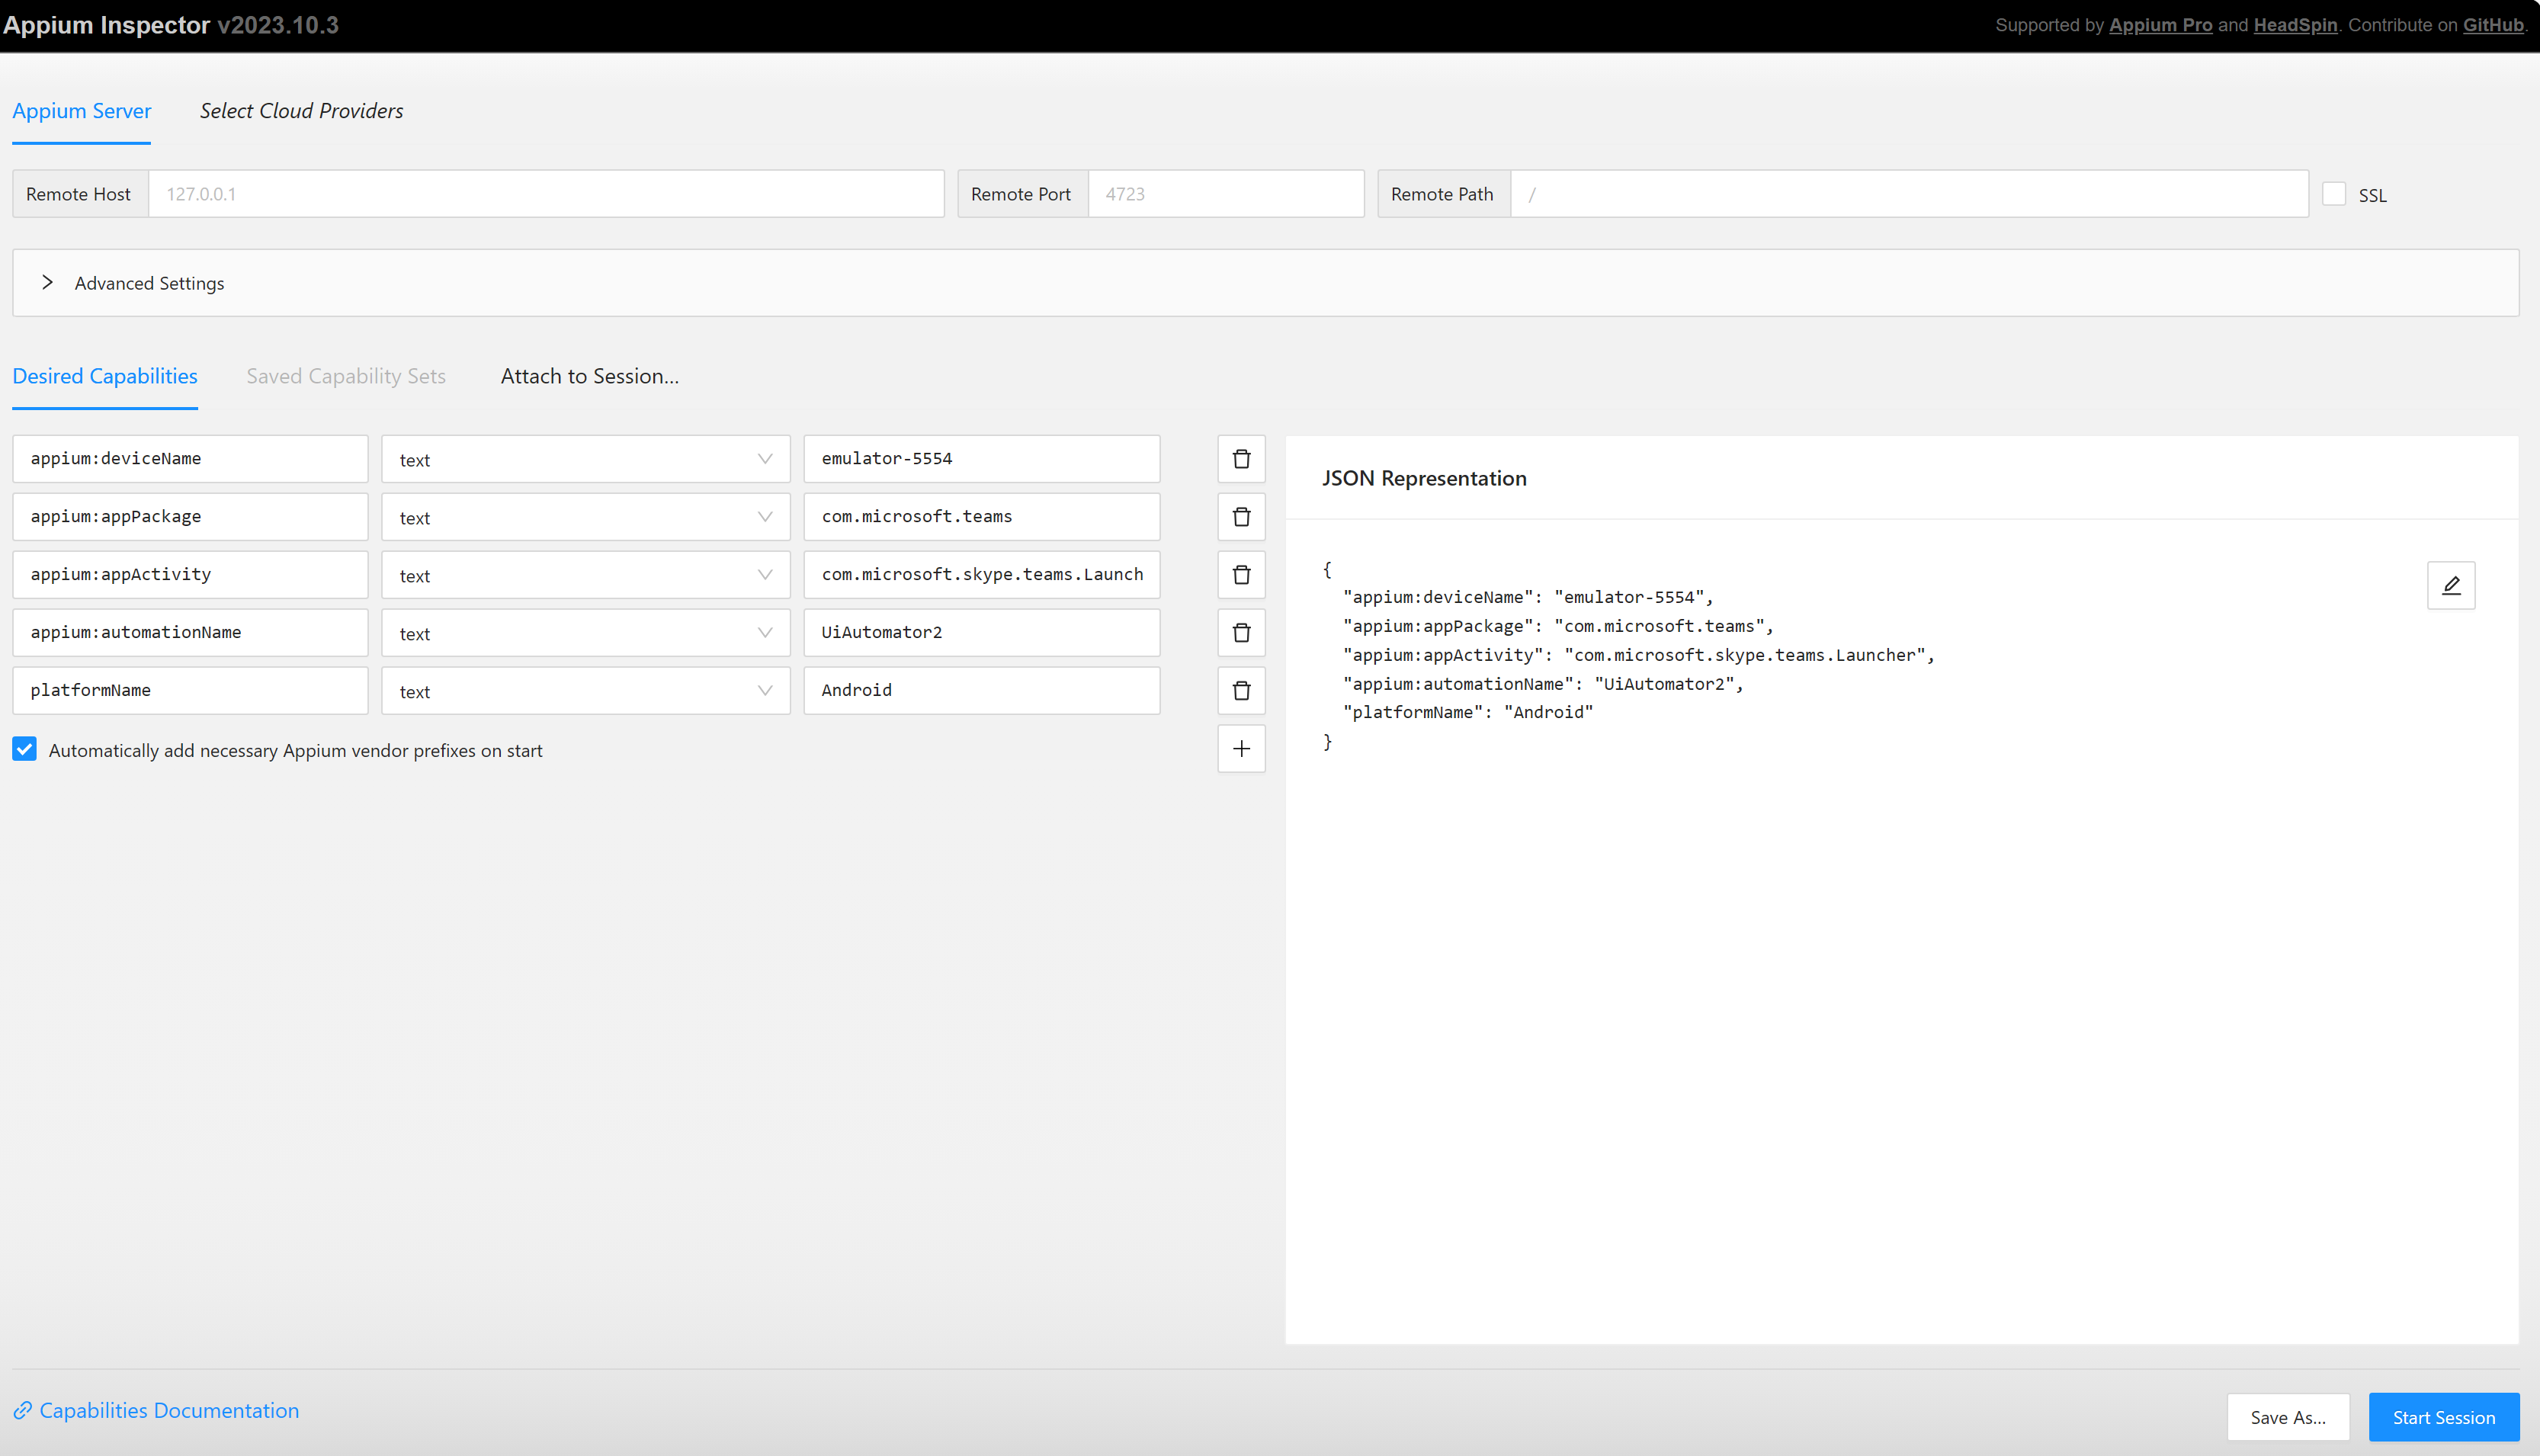 Appium Inspector v2023.10.3
Supported by Appium Pro and HeadSpin. Contribute on GitHub.
Appium Server
Select Cloud Providers
Remote Host
127.0.0.1
Remote Port
4723
Remote Path
/
SSL
Advanced Settings
Desired Capabilities
Saved Capability Sets
Attach to Session...
appium:deviceName
text
emulator-5554
appium:appPackage
text
com.microsoft.teams
appium:appActivity
text
com.microsoft.skype.teams.Launch
appium:automationName
text
UiAutomator2
platformName
text
Android
Automatically add necessary Appium vendor prefixes on start
JSON Representation
{
"appium:deviceName": "emulator-5554",
"appium:appPackage": "com.microsoft.teams",
"appium:appActivity": "com.microsoft.skype.teams.Launcher",
"appium:automationName": "UiAutomator2",
"platformName": "Android"
}
Capabilities Documentation
Save As...
Start Session